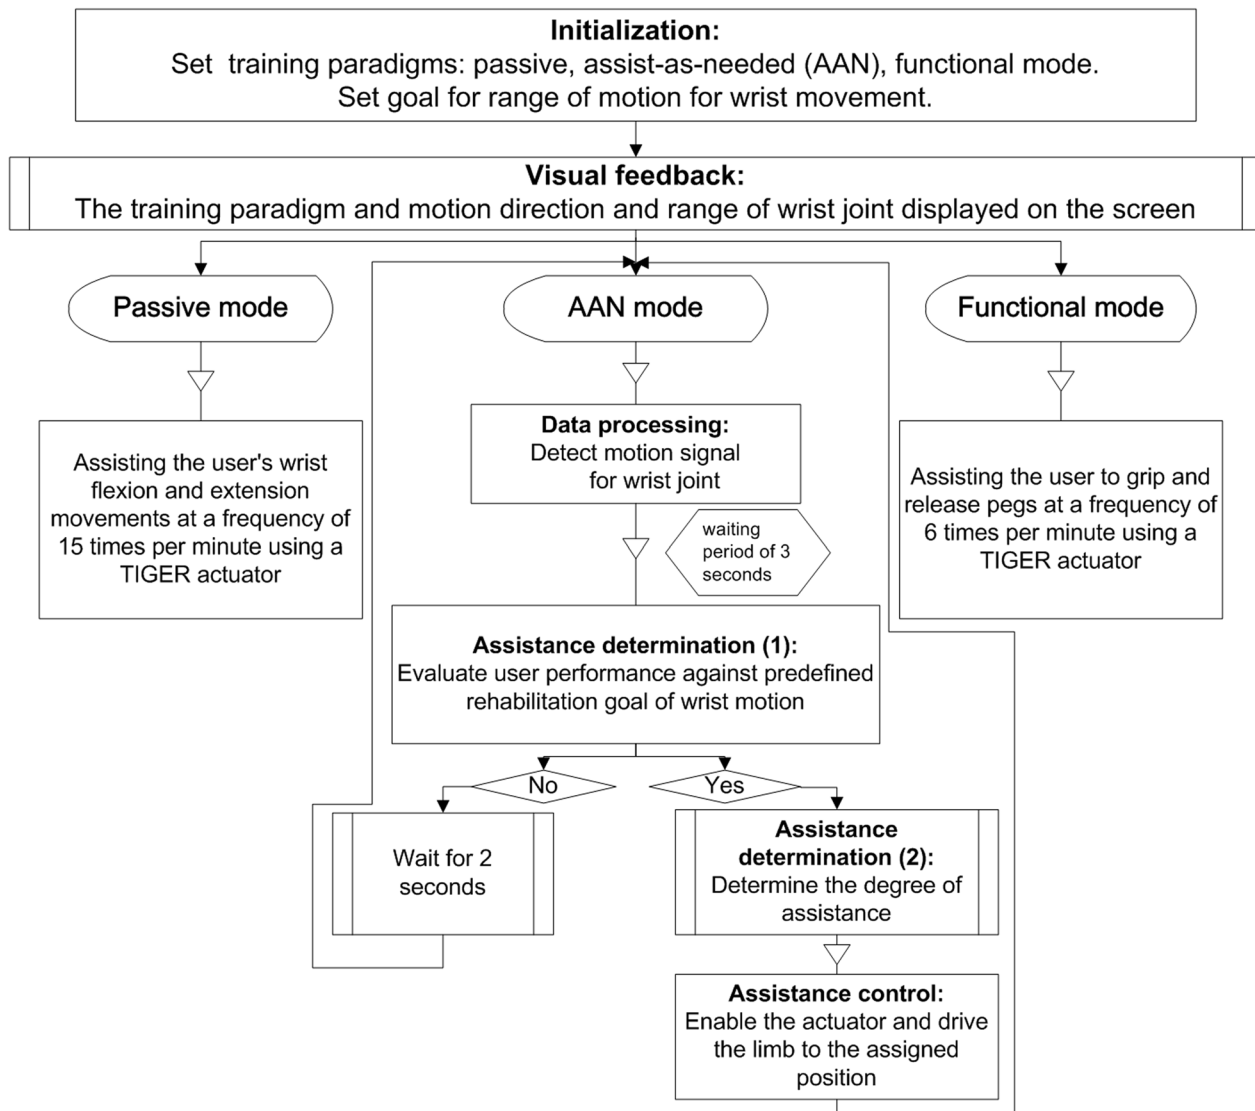 Initialization:
Set training paradigms: passive, assist-as-needed (AAN), functional mode.
Set goal for range of motion for wrist movement.
Visual feedback:
The training paradigm and motion direction and range of wrist joint displayed on the screen
Passive mode
AAN mode
Functional mode
Assisting the user's wrist
flexion and extension
movements at a frequency of
15 times per minute using a
TIGER actuator
Data processing:
Detect motion signal
for wrist joint
waiting
period of 3
seconds
Assisting the user to grip and
release pegs at a frequency of
6 times per minute using a
TIGER actuator
Assistance determination (1):
Evaluate user performance against predefined
rehabilitation goal of wrist motion
No
Yes
Wait for 2
seconds
Assistance
determination (2):
Determine the degree of
assistance
Assistance control:
Enable the actuator and drive
the limb to the assigned
position